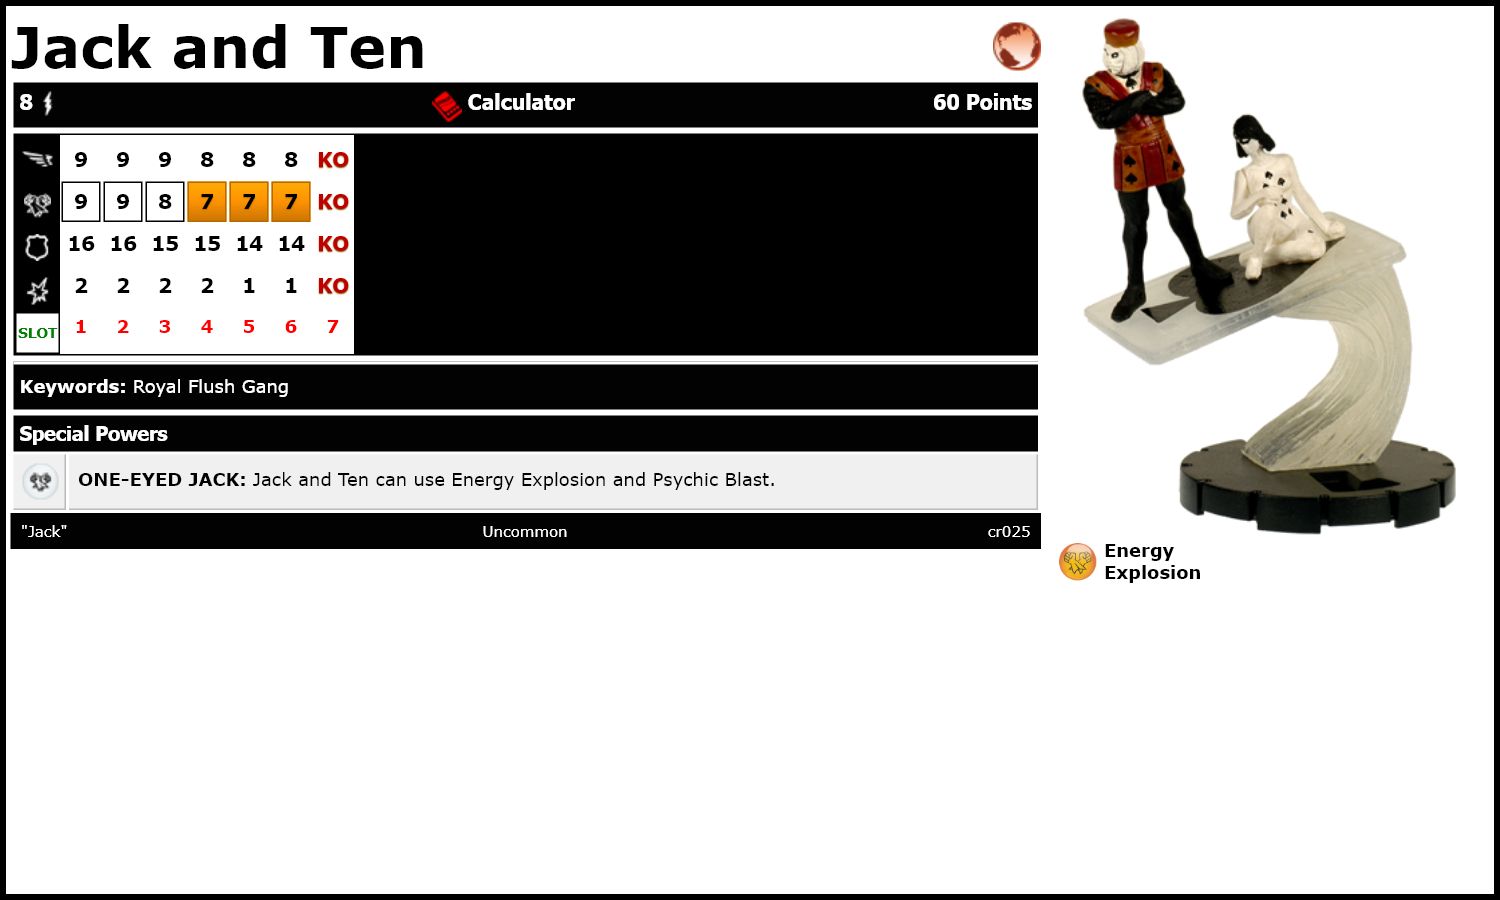 Jack and Ten
8 Calculator 60 Points
9 9 9 8 8 8 KO
9 9 8 7 7 7 KO
16 16 15 15 14 14 KO
2 2 2 2 1 1 KO
SLOT 1 2 3 4 5 6 7
Keywords: Royal Flush Gang
Special Powers
ONE-EYED JACK: Jack and Ten can use Energy Explosion and Psychic Blast.
"Jack" Uncommon cr025
Energy
Explosion